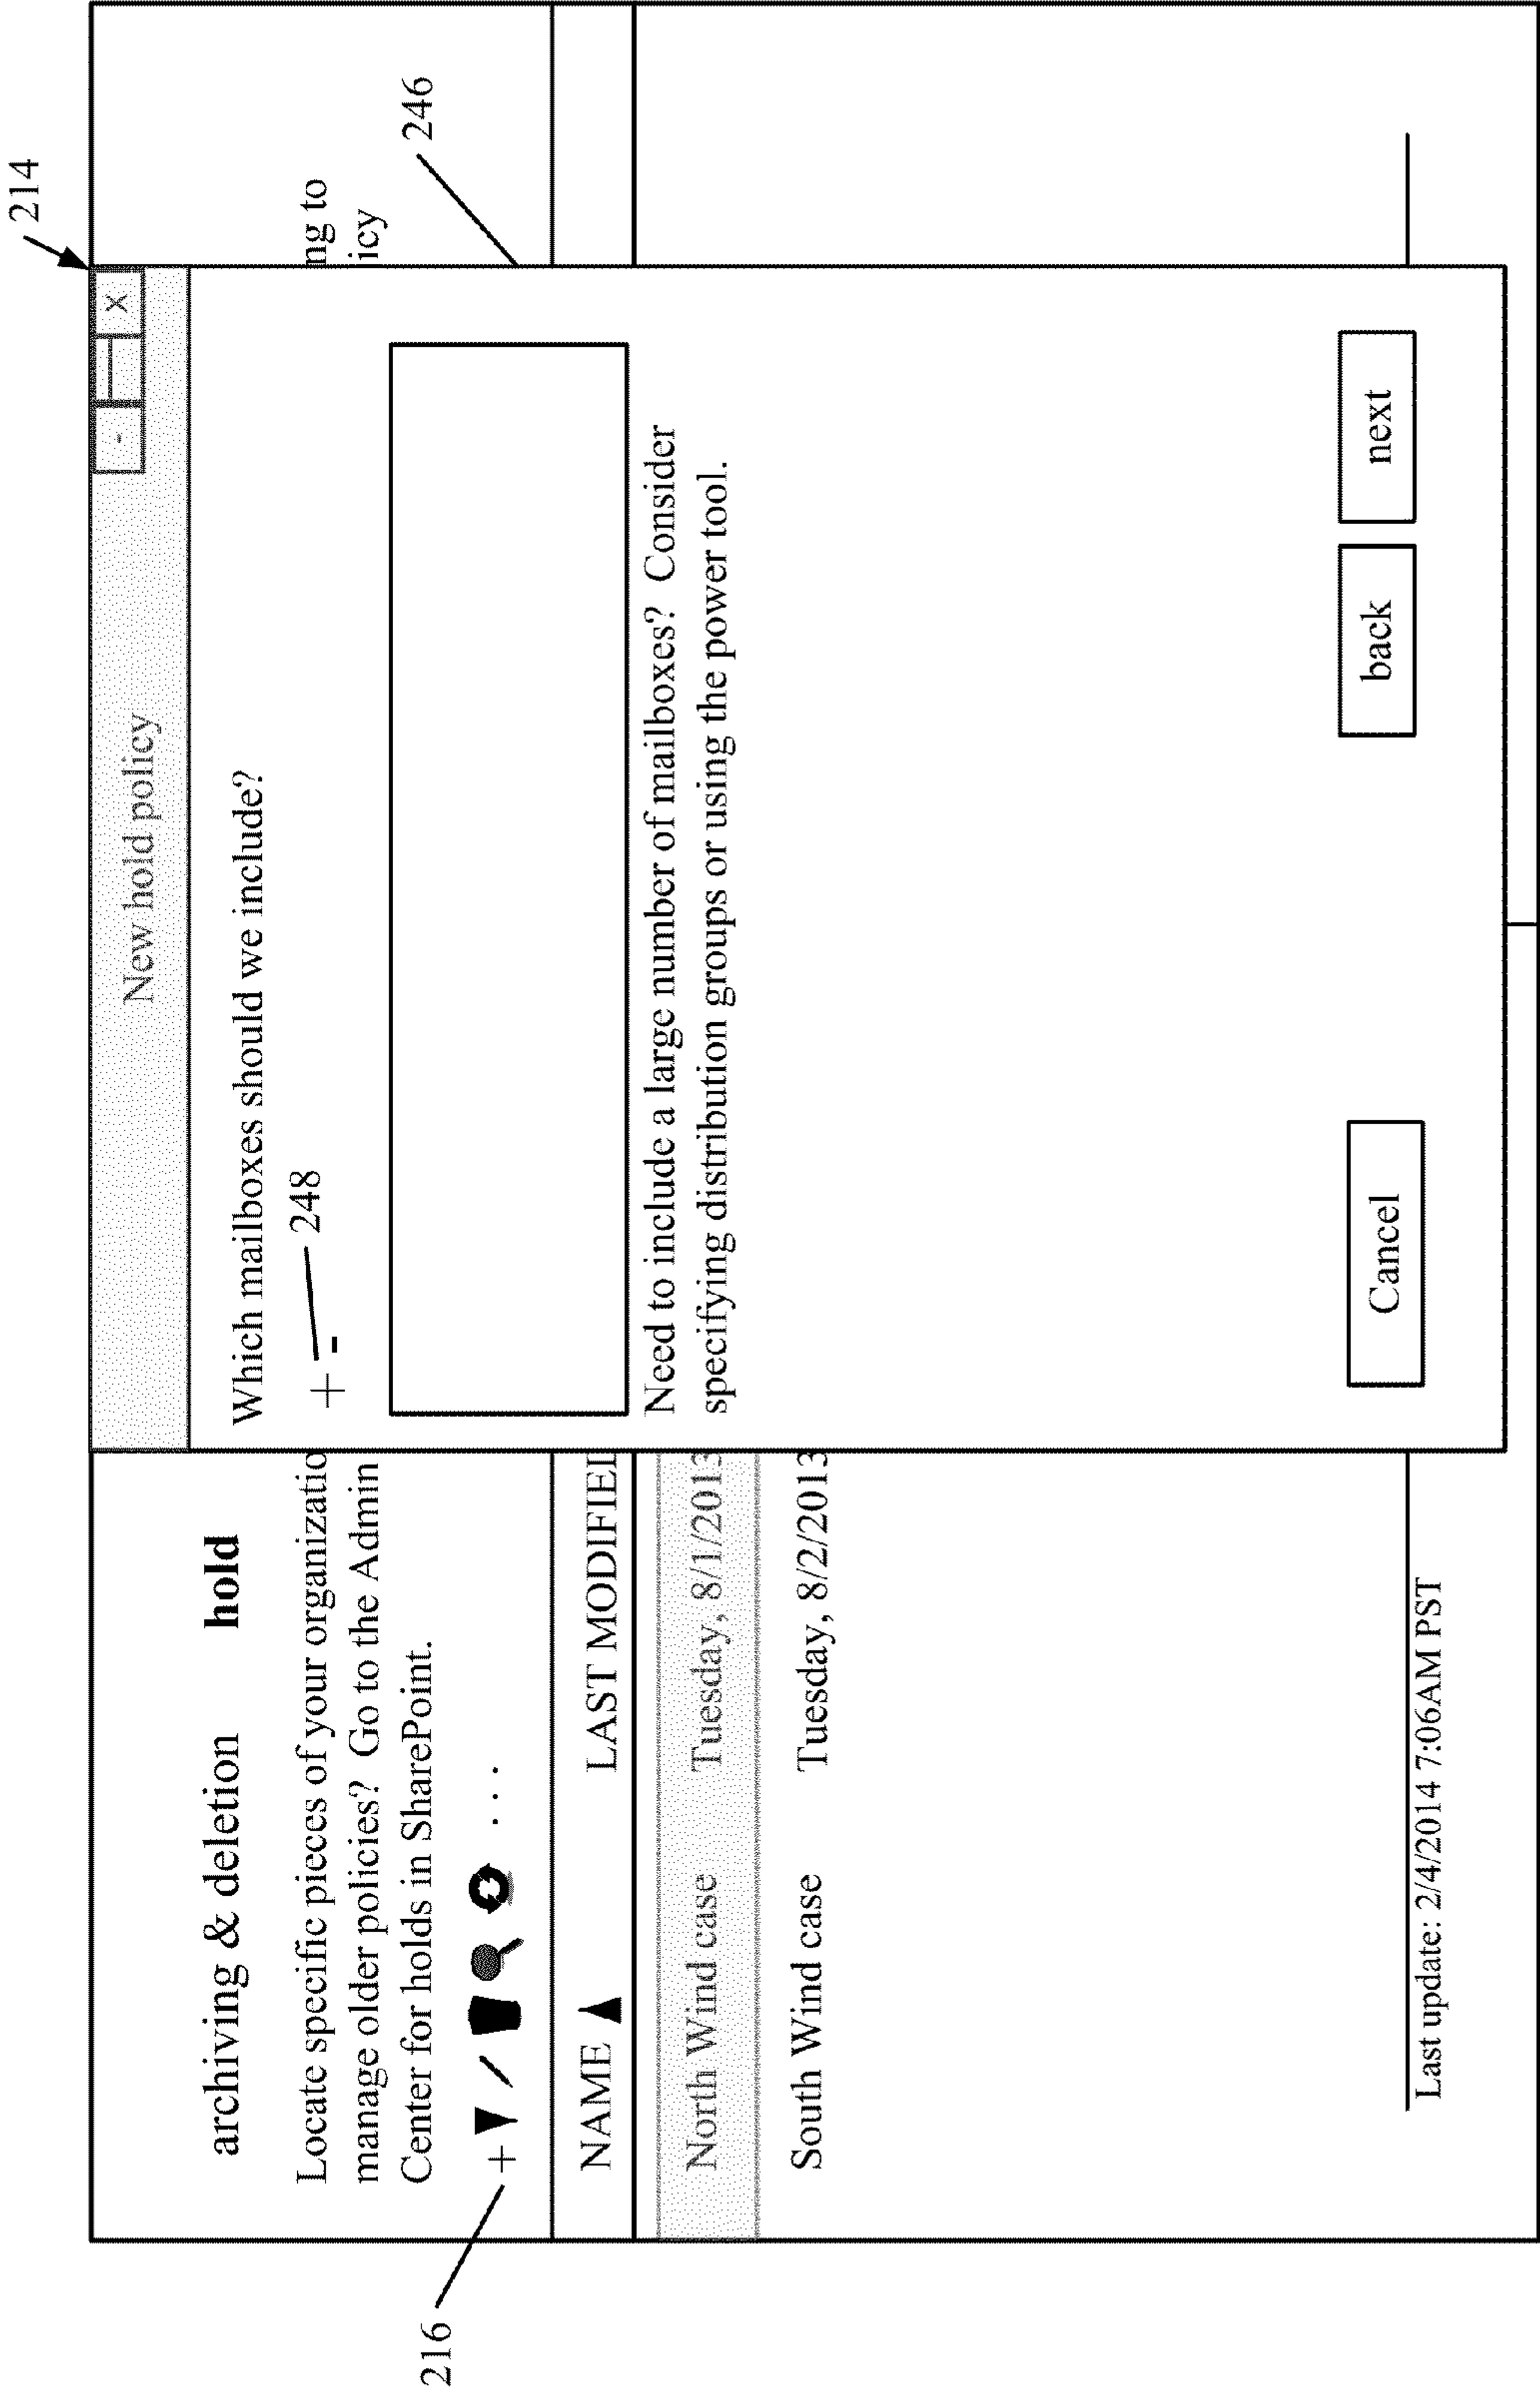 214
New hold policy
- x
archiving & deletion hold
Which mailboxes should we include?
Locate specific pieces of your organizatio
ng to
manage older policies? Go to the Admin
icy
Center for holds in SharePoint.
+ -
248
246
216
+ / ...
NAME LAST MODIFIED
Need to include a large number of mailboxes? Consider
specifying distribution groups or using the power tool.
North Wind case Tuesday, 8/1/2013
South Wind case Tuesday, 8/2/2013
Cancel back next
Last update: 2/4/2014 7:06AM PST